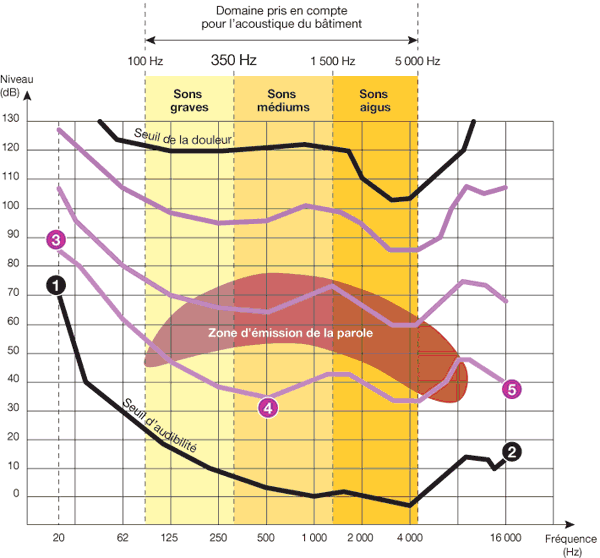 Domaine pris en compte
pour l'acoustique du bâtiment
100 Hz 350 Hz 1 500 Hz 5 000 Hz
Niveau
(dB)
Sons
graves
Sons
médiums
Sons
aigus
130
Seuil de la douleur
120
110
100
90
3
80
1
70
60
Zone d'émission de la parole
50
40
5
30
4
Seuil d'audibilité
20
2
10
0
20 62 125 250 500 1 000 2 000 4 000 16 000
Fréquence
(Hz)